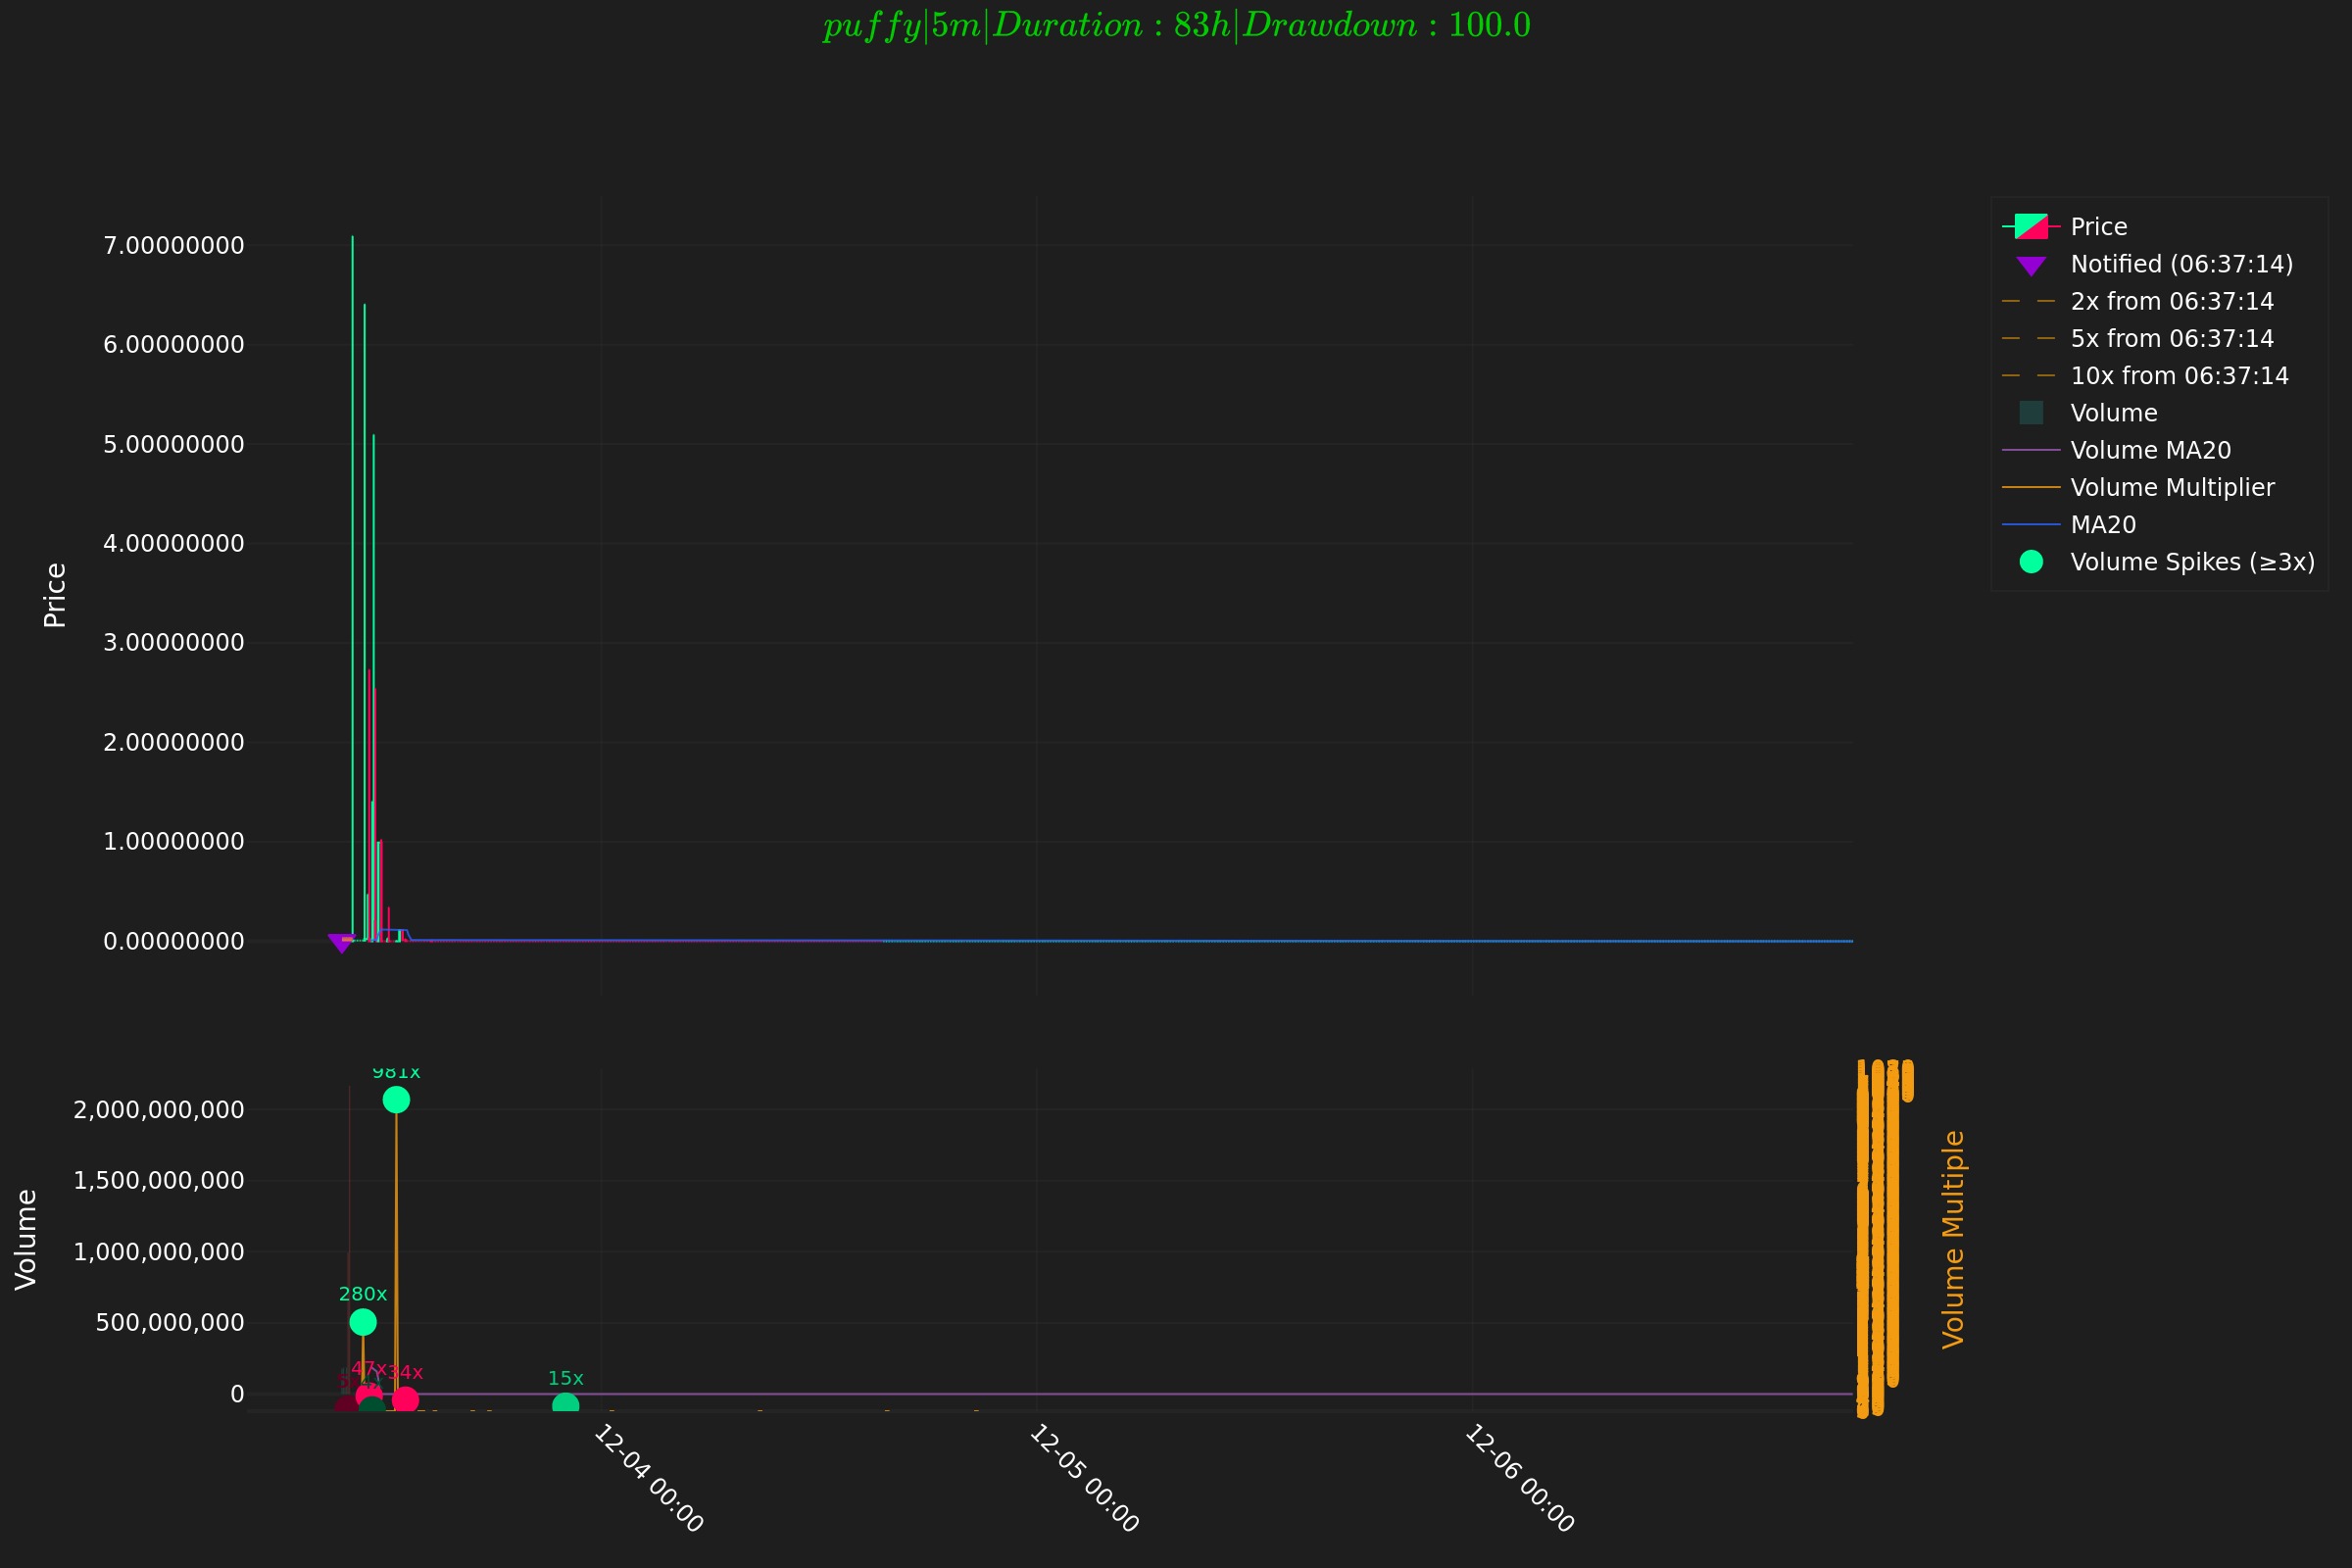 puffy|5m|Duration : 83h|Drawdown : 100.0
7.00000000
6.00000000
5.00000000
4.00000000
3.00000000
2.00000000
1.00000000
0.00000000
Price
Price
Notified (06:37:14)
2x from 06:37:14
5x from 06:37:14
10x from 06:37:14
Volume
Volume MA20
Volume Multiplier
MA20
Volume Spikes (≥3x)
981x
280x
47x
34x
15x
2,000,000,000
1,500,000,000
1,000,000,000
500,000,000
0
Volume
Volume Multiple
12-04 00:00
12-05 00:00
12-06 00:00